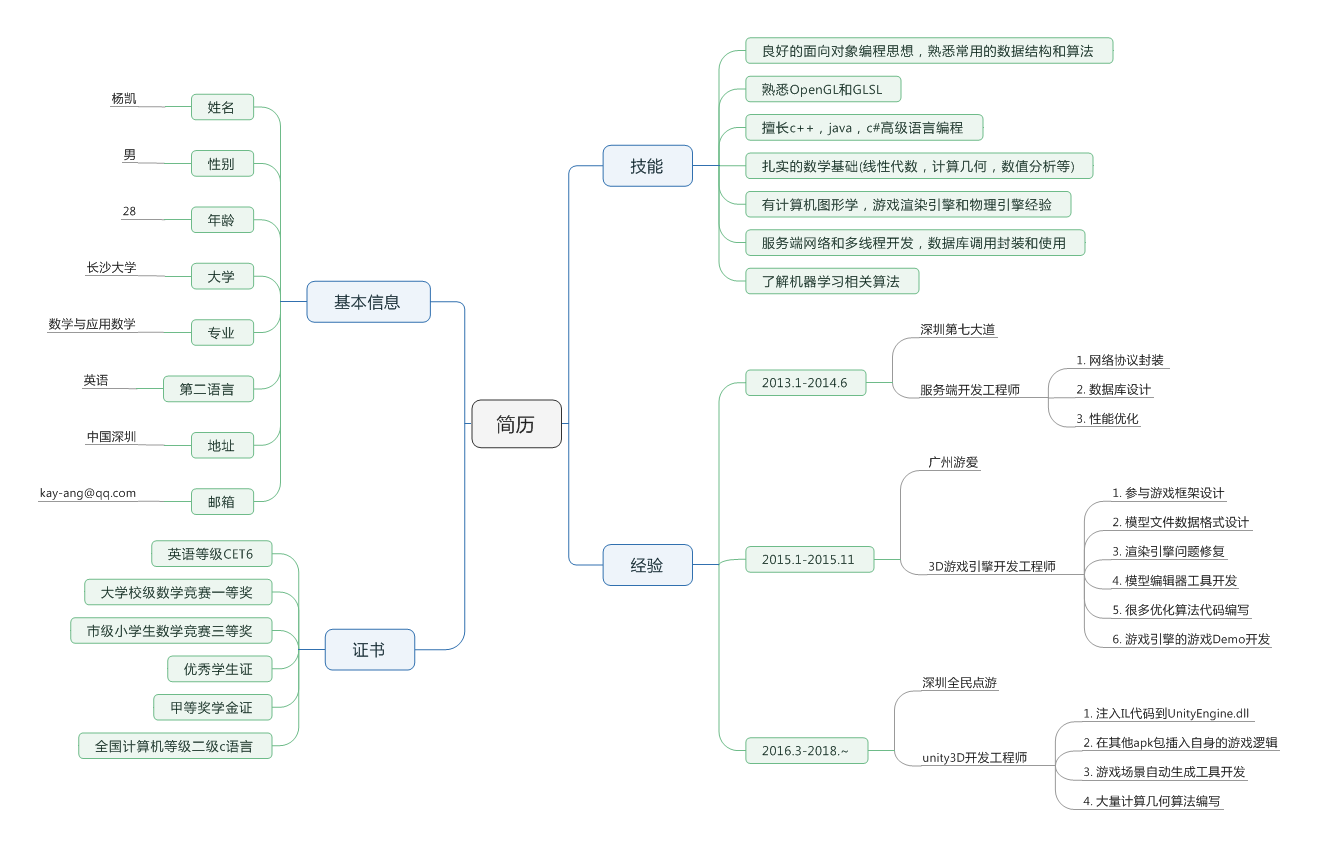 简历
基本信息
姓名
杨凯
性别
男
年龄
28
大学
长沙大学
专业
数学与应用数学
第二语言
英语
地址
中国深圳
邮箱
kay-ang@qq.com
证书
英语等级CET6
大学校级数学竞赛一等奖
市级小学生数学竞赛三等奖
优秀学生证
甲等奖学金证
全国计算机等级二级c语言
技能
良好的面向对象编程思想，熟悉常用的数据结构和算法
熟悉OpenGL和GLSL
擅长c++，java，c#高级语言编程
扎实的数学基础(线性代数，计算几何，数值分析等)
有计算机图形学，游戏渲染引擎和物理引擎经验
服务端网络和多线程开发，数据库调用封装和使用
了解机器学习相关算法
经验
2013.1-2014.6
深圳第七大道
服务端开发工程师
1. 网络协议封装
2. 数据库设计
3. 性能优化
2015.1-2015.11
广州游爱
3D游戏引擎开发工程师
1. 参与游戏框架设计
2. 模型文件数据格式设计
3. 渲染引擎问题修复
4. 模型编辑器工具开发
5. 很多优化算法代码编写
6. 游戏引擎的游戏Demo开发
2016.3-2018.~
深圳全民点游
unity3D开发工程师
1. 注入IL代码到UnityEngine.dll
2. 在其他apk包插入自身的游戏逻辑
3. 游戏场景自动生成工具开发
4. 大量计算几何算法编写